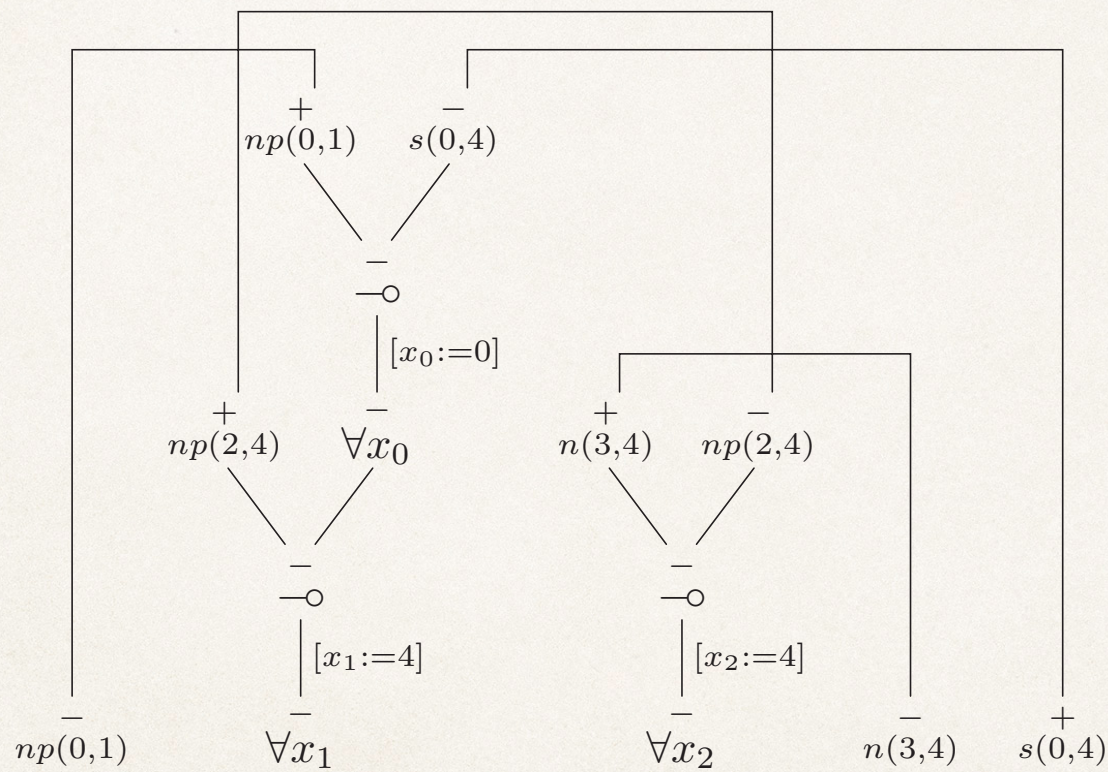 + −
np(0,1) s(0,4)
−
⊸
[x₀:=0]
+ − + −
np(2,4) ∀x₀ n(3,4) np(2,4)
− −
⊸ ⊸
[x₁:=4] [x₂:=4]
− − − − +
np(0,1) ∀x₁ ∀x₂ n(3,4) s(0,4)